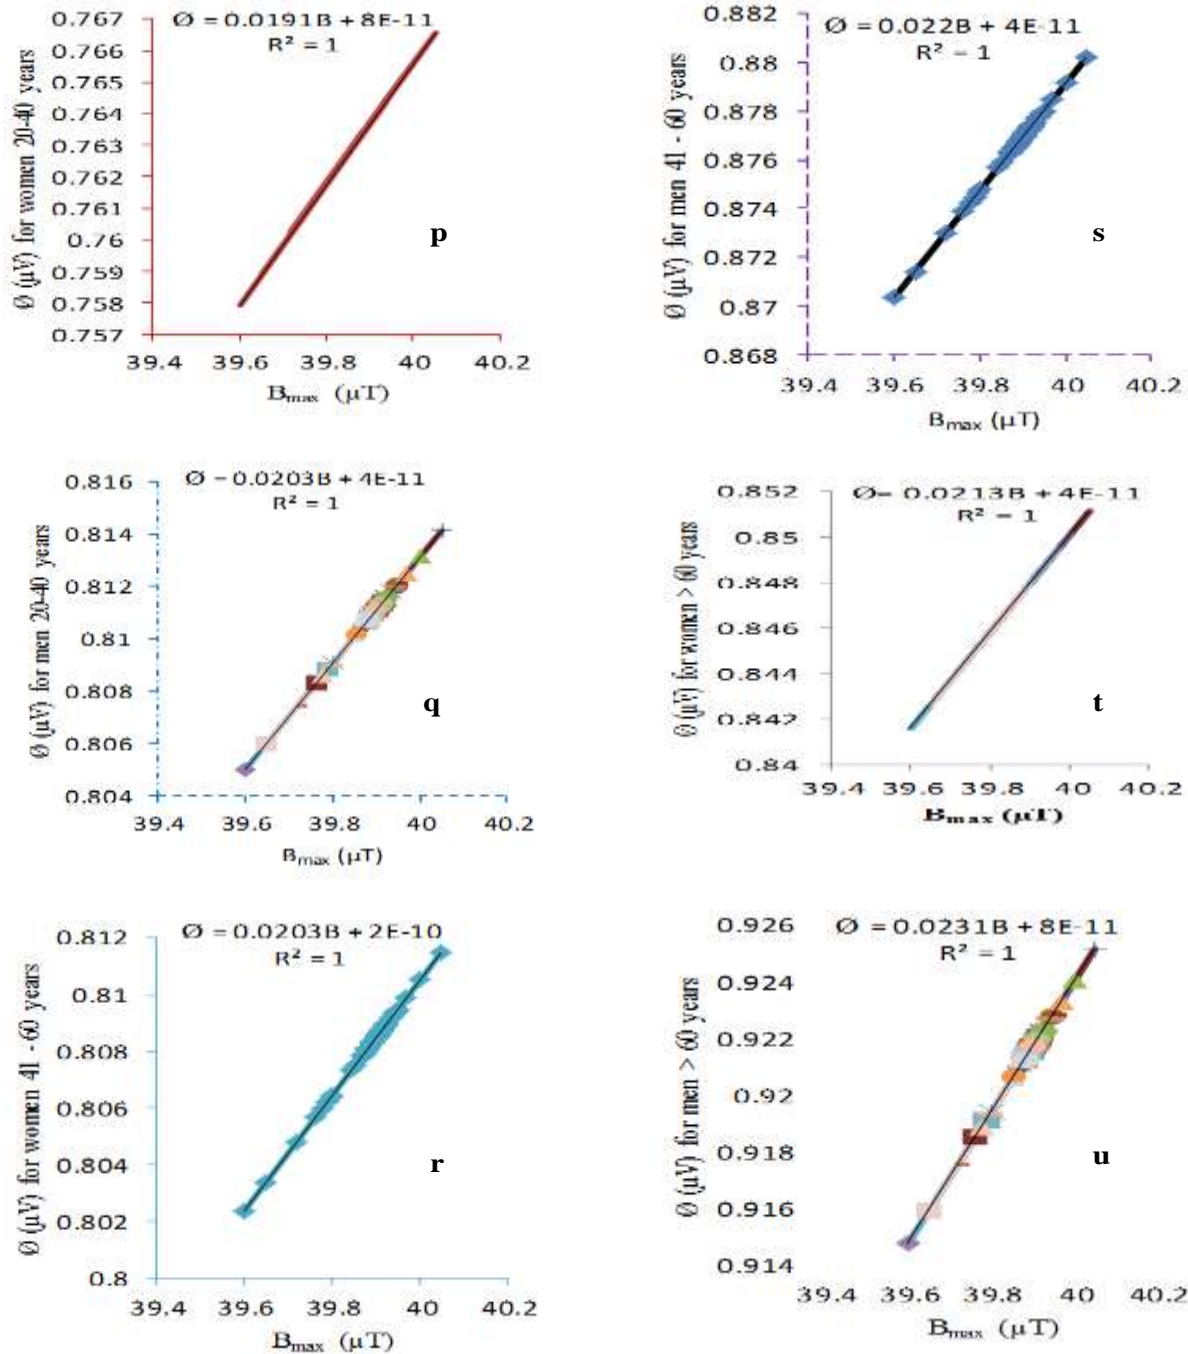 Ø = 0.0191B + 8E-11
R² = 1
Ø (µV) for women 20-40 years
0.767
0.766
0.765
0.764
0.763
0.762
0.761
0.76
0.759
0.758
0.757
39.4 39.6 39.8 40 40.2
Bmax (µT)
p
Ø = 0.022B + 4E-11
R² = 1
Ø (µV) for men 41 - 60 years
0.882
0.88
0.878
0.876
0.874
0.872
0.87
0.868
39.4 39.6 39.8 40 40.2
Bmax (µT)
s
Ø = 0.0203B + 4E-11
R² = 1
Ø (µV) for men 20-40 years
0.816
0.814
0.812
0.81
0.808
0.806
0.804
39.4 39.6 39.8 40 40.2
Bmax (µT)
q
Ø= 0.0213B + 4E-11
R² = 1
Ø (µV) for women > 60 years
0.852
0.85
0.848
0.846
0.844
0.842
0.84
39.4 39.6 39.8 40 40.2
Bmax (µT)
t
Ø = 0.0203B + 2E-10
R² = 1
Ø (µV) for women 41 - 60 years
0.812
0.81
0.808
0.806
0.804
0.802
0.8
39.4 39.6 39.8 40 40.2
Bmax (µT)
r
Ø = 0.0231B + 8E-11
R² = 1
Ø (µV) for men > 60 years
0.926
0.924
0.922
0.92
0.918
0.916
0.914
39.4 39.6 39.8 40 40.2
Bmax (µT)
u